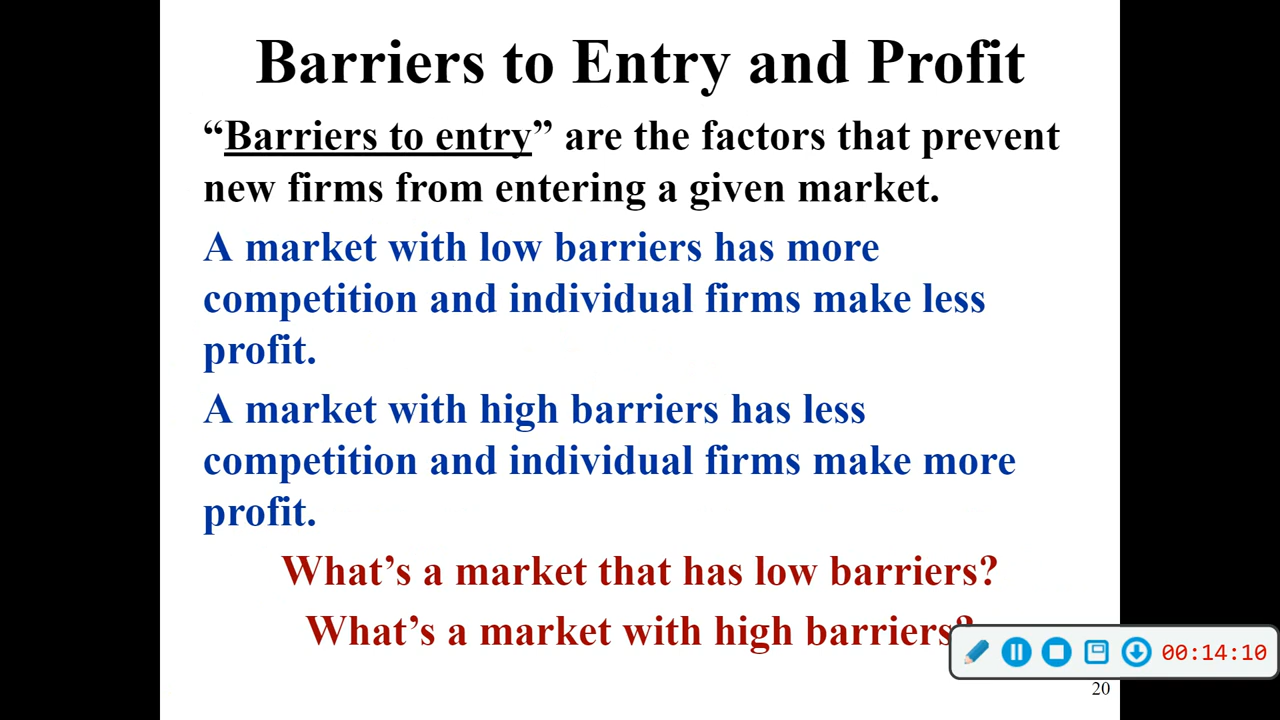 Barriers to Entry and Profit
“Barriers to entry” are the factors that prevent
new firms from entering a given market.
A market with low barriers has more
competition and individual firms make less
profit.
A market with high barriers has less
competition and individual firms make more
profit.
What’s a market that has low barriers?
What’s a market with high barriers?
00:14:10
20